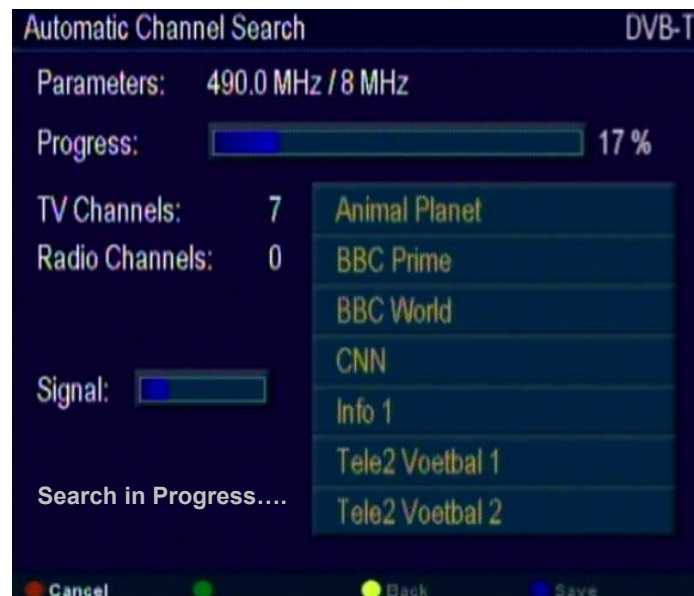 Automatic Channel Search DVB-T
Parameters: 490.0 MHz / 8 MHz
Progress: 17 %
TV Channels: 7
Radio Channels: 0
Animal Planet
BBC Prime
BBC World
CNN
Info 1
Tele2 Voetbal 1
Tele2 Voetbal 2
Signal:
Search in Progress....
Cancel Back Save